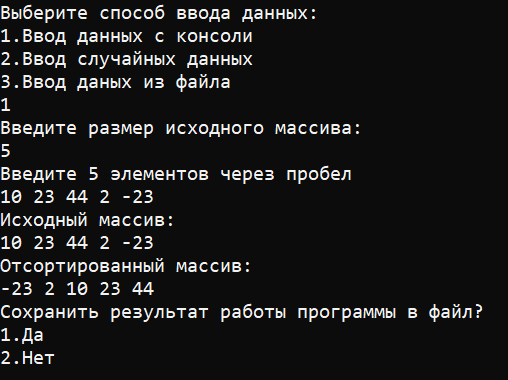 Выберите способ ввода данных:
1.Ввод данных с консоли
2.Ввод случайных данных
3.Ввод даных из файла
1
Введите размер исходного массива:
5
Введите 5 элементов через пробел
10 23 44 2 -23
Исходный массив:
10 23 44 2 -23
Отсортированный массив:
-23 2 10 23 44
Сохранить результат работы программы в файл?
1.Да
2.Нет